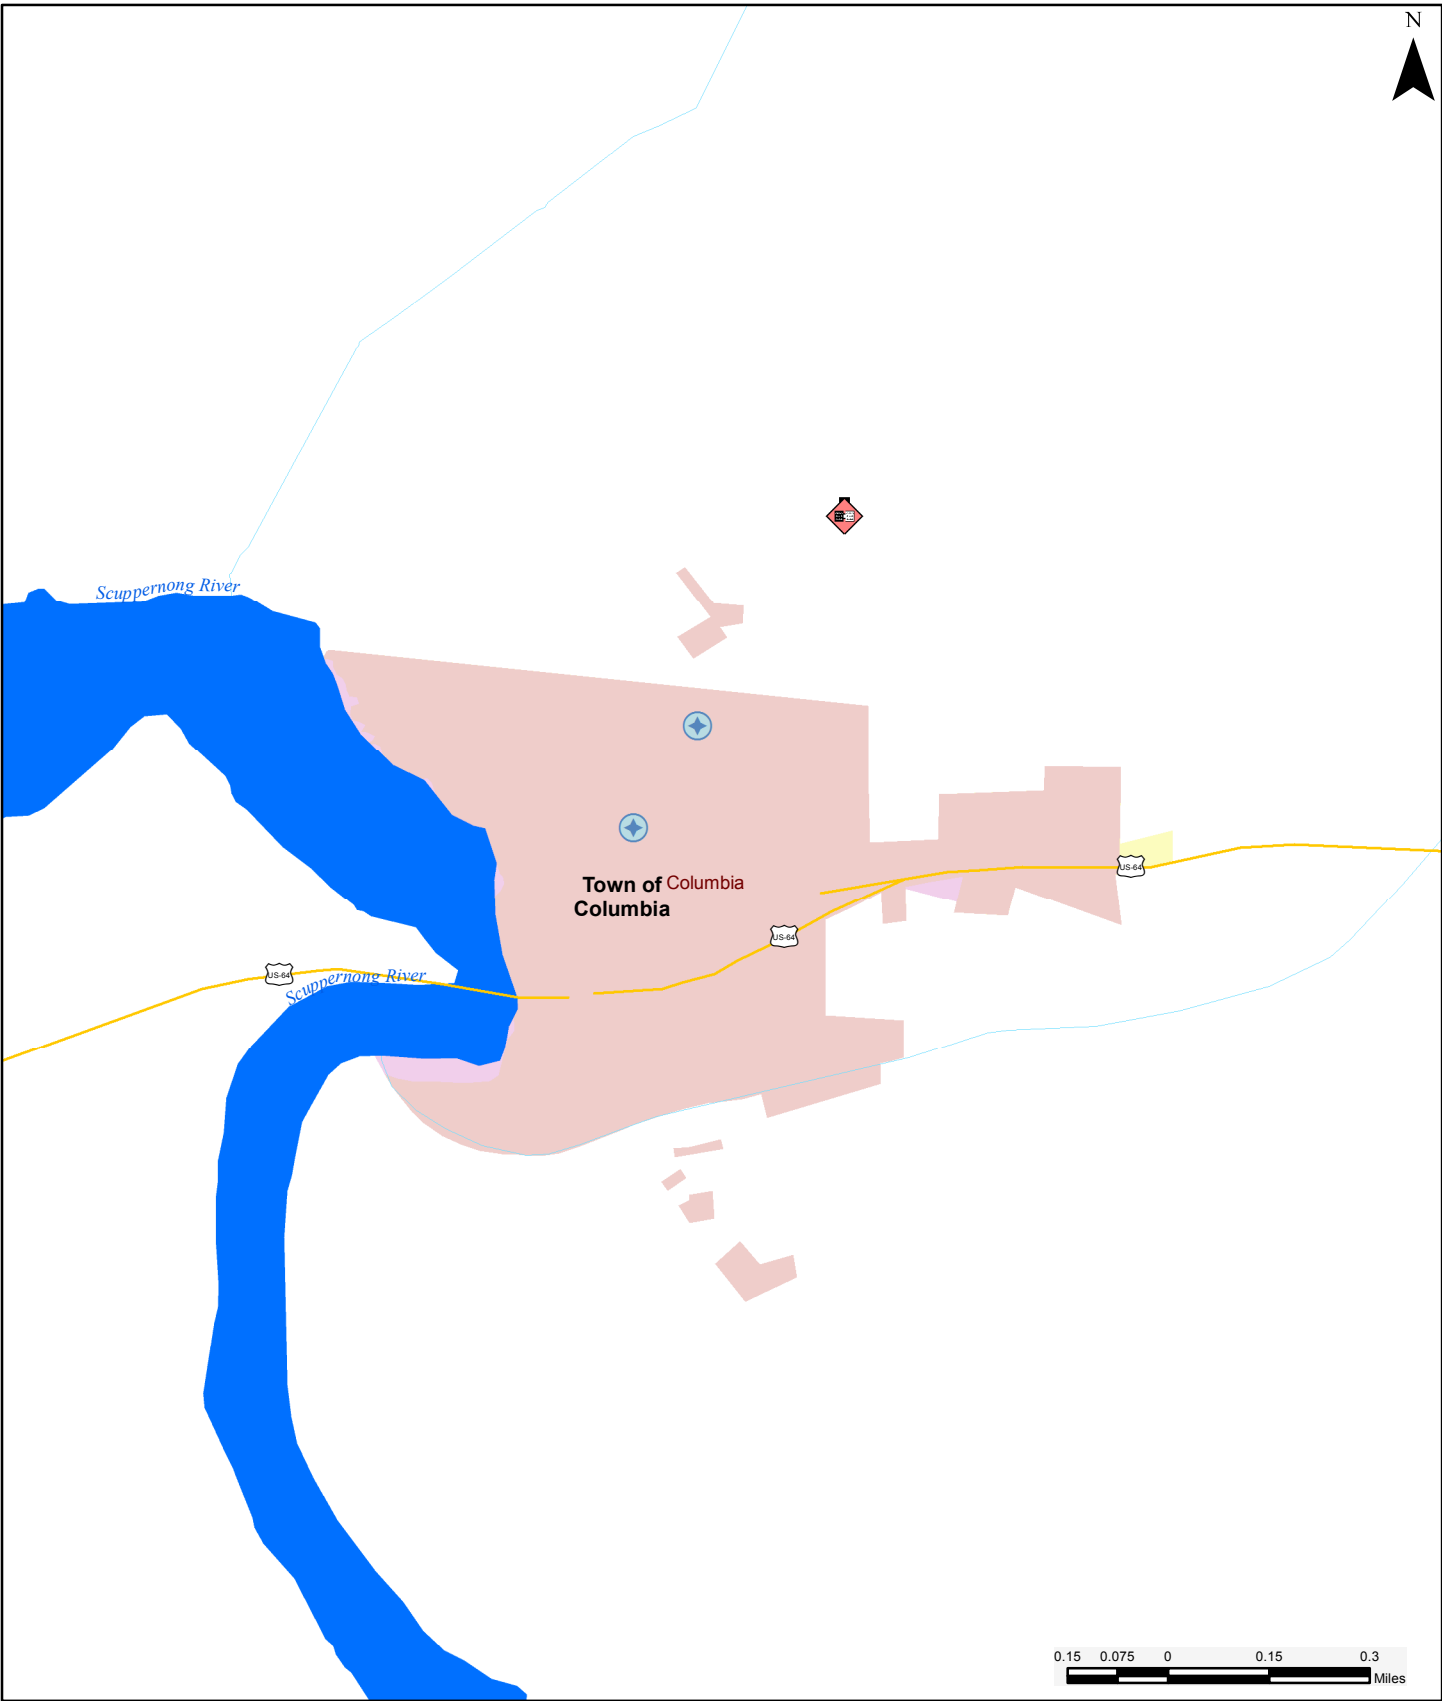 N
Scuppernong River
US-64
Town of Columbia
Columbia
US-64
US-64
Scuppernong River
0.15 0.075 0 0.15 0.3
Miles